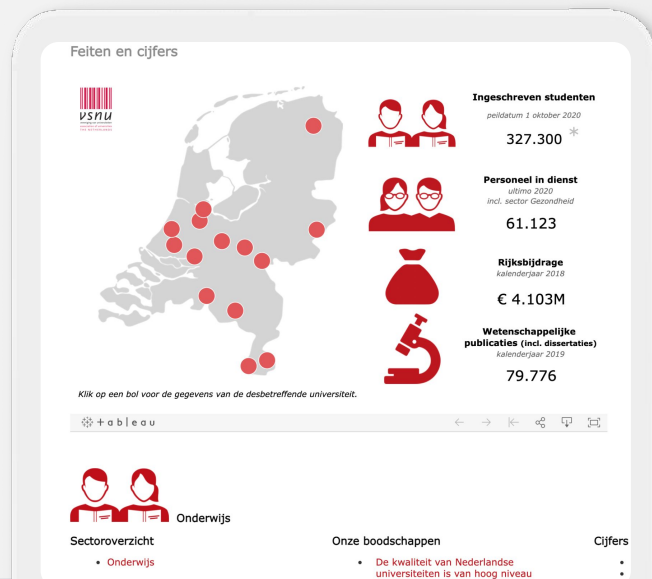 Feiten en cijfers
vsnu
Ingeschreven studenten
peildatum 1 oktober 2020
327.300 *
Personeel in dienst
ultimo 2020
incl. sector Gezondheid
61.123
Rijksbijdrage
kalenderjaar 2018
€ 4.103M
Wetenschappelijke
publicaties (incl. dissertaties)
kalenderjaar 2019
79.776
Klik op een bol voor de gegevens van de desbetreffende universiteit.
+ableau
Onderwijs
Sectoroverzicht
• Onderwijs
Onze boodschappen
• De kwaliteit van Nederlandse
universiteiten is van hoog niveau
Cijfers